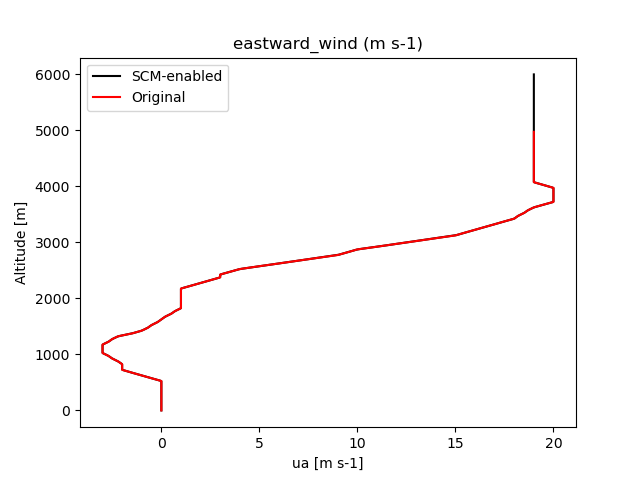 eastward_wind (m s-1)
SCM-enabled
Original
6000
5000
4000
3000
2000
1000
0
Altitude [m]
0 5 10 15 20
ua [m s-1]